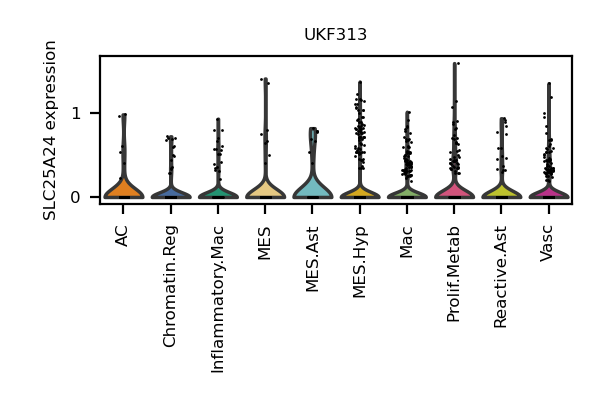 UKF313
SLC25A24 expression
1
0
AC
Chromatin.Reg
Inflammatory.Mac
MES
MES.Ast
MES.Hyp
Mac
Prolif.Metab
Reactive.Ast
Vasc